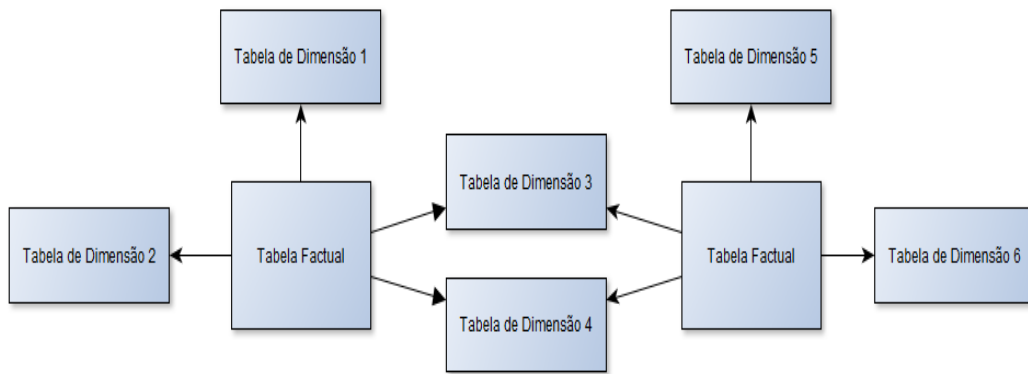 Tabela de Dimensão 1
Tabela de Dimensão 5
Tabela de Dimensão 3
Tabela de Dimensão 2
Tabela Factual
Tabela Factual
Tabela de Dimensão 6
Tabela de Dimensão 4